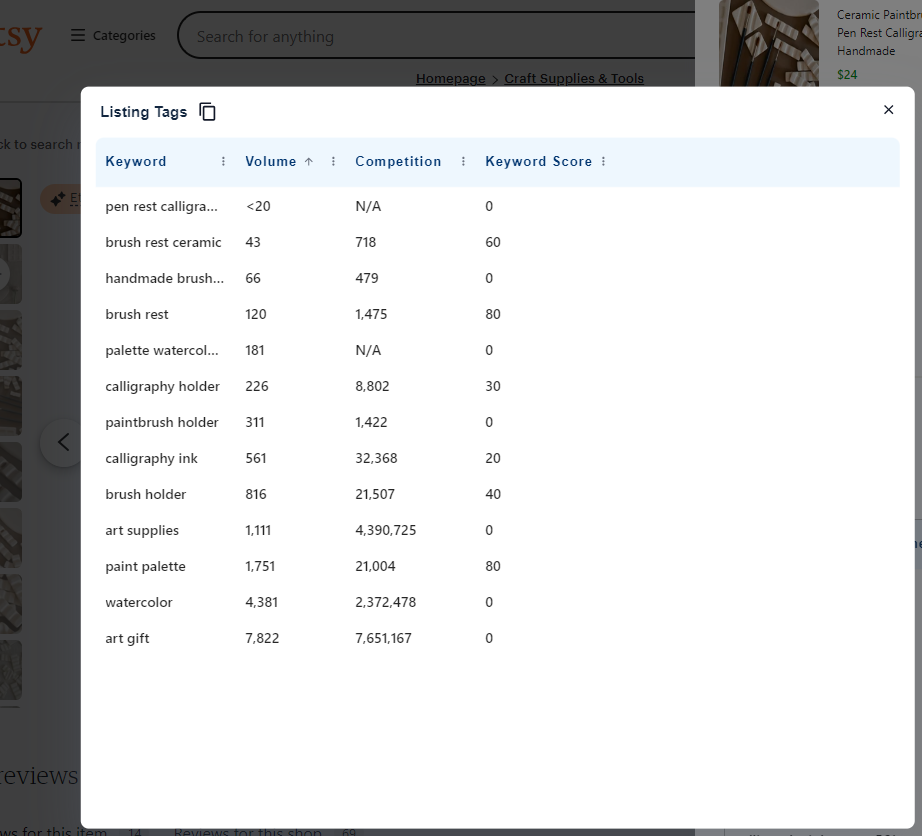 Categories
Search for anything
Homepage > Craft Supplies & Tools
Ceramic Paintbr
Pen Rest Calligra
Handmade
$24
Listing Tags
ck to search
Keyword Volume Competition Keyword Score
pen rest calligra... <20 N/A 0
brush rest ceramic 43 718 60
handmade brush... 66 479 0
brush rest 120 1,475 80
palette watercol... 181 N/A 0
calligraphy holder 226 8,802 30
paintbrush holder 311 1,422 0
calligraphy ink 561 32,368 20
brush holder 816 21,507 40
art supplies 1,111 4,390,725 0
paint palette 1,751 21,004 80
watercolor 4,381 2,372,478 0
art gift 7,822 7,651,167 0
reviews
ws for this item 14 Reviews for this shop 69